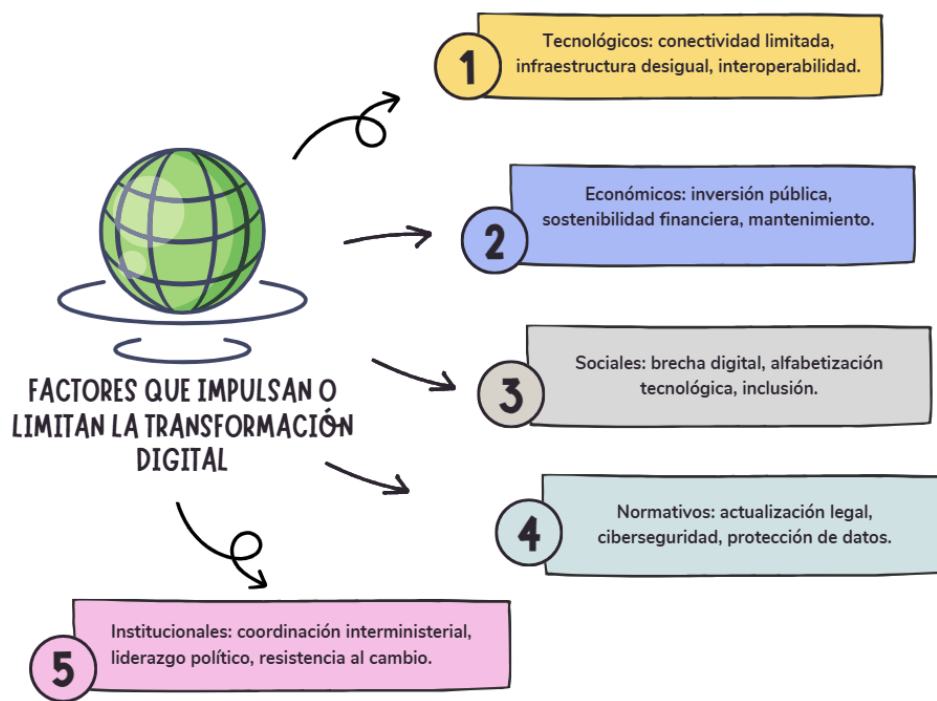 FACTORES QUE IMPULSAN O
LIMITAN LA TRANSFORMACIÓN
DIGITAL
1
Tecnológicos: conectividad limitada,
infraestructura desigual, interoperabilidad.
2
Económicos: inversión pública,
sostenibilidad financiera, mantenimiento.
3
Sociales: brecha digital, alfabetización
tecnológica, inclusión.
4
Normativos: actualización legal,
ciberseguridad, protección de datos.
5
Institucionales: coordinación interministerial,
liderazgo político, resistencia al cambio.